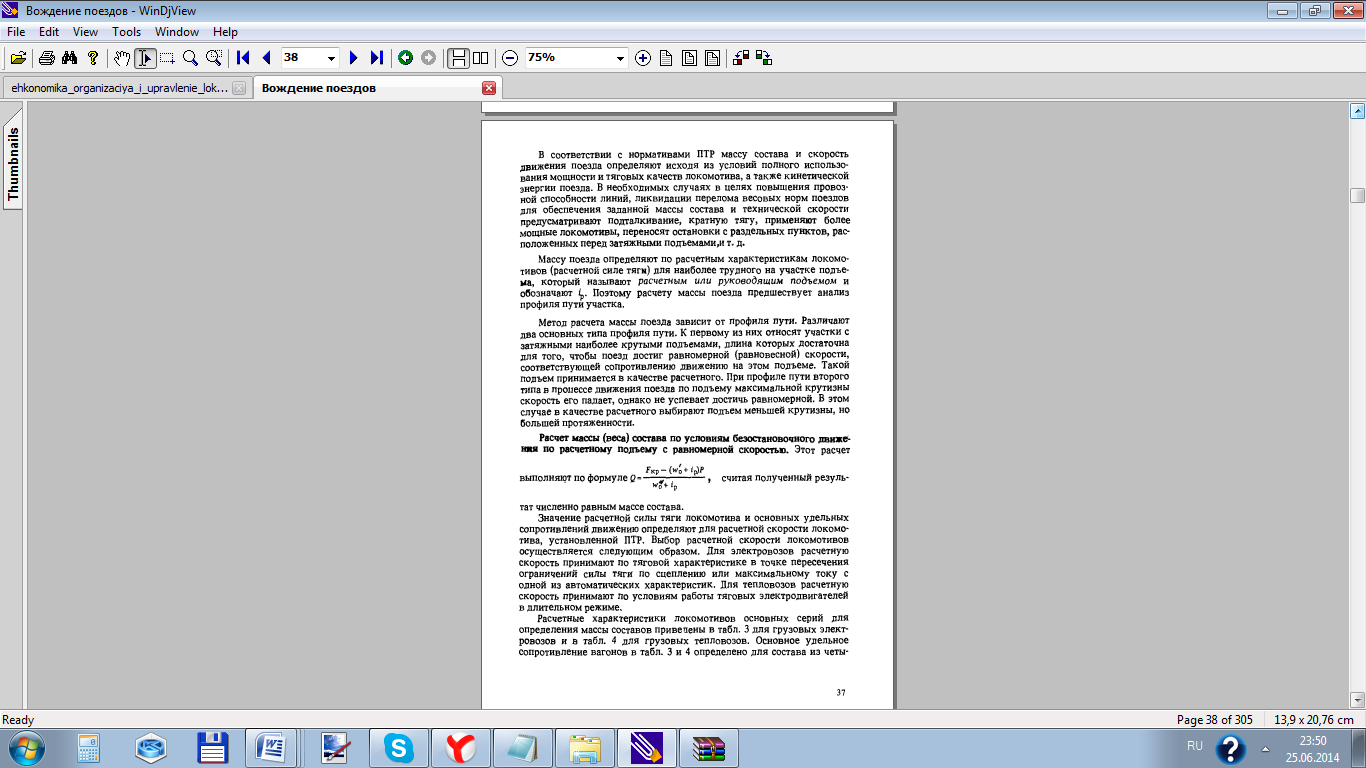 Вождение поездов - WinDjView
File Edit View Tools Window Help
38 75%
ehkonomika_organizaciya_i_upravlenie_lok... Вождение поездов
Thumbnails
В соответствии с нормативами ПТР массу состава и скорость
движения поезда определяют исходя из условий полного использо-
вания мощности и тяговых качеств локомотива, а также кинетической
энергии поезда. В необходимых случаях в целях повышения провоз-
ной способности линий, ликвидации перелома весовых норм поездов
для обеспечения заданной массы состава и технической скорости
предусматривают подталкивание, кратную тягу, применяют более
мощные локомотивы, переносят остановки с раздельных пунктов, рас-
положенных перед затяжными подъемами,и т. д.
Массу поезда определяют по расчетным характеристикам локомо-
тивов (расчетной силе тяги) для наиболее трудного на участке подъе-
ма, который называют расчетным или руководящим подъемом и
обозначают iр. Поэтому расчету массы поезда предшествует анализ
профиля пути участка.
Метод расчета массы поезда зависит от профиля пути. Различают
два основных типа профиля пути. К первому из них относят участки с
затяжными наиболее крутыми подъемами, длина которых достаточна
для того, чтобы поезд достиг равномерной (равновесной) скорости,
соответствующей сопротивлению движению на этом подъеме. Такой
подъем принимается в качестве расчетного. При профиле пути второго
типа в процессе движения поезда по подъему максимальной крутизны
скорость его падает, однако не успевает достичь равномерной. В этом
случае в качестве расчетного выбирают подъем меньшей крутизны, но
большей протяженности.
Расчет массы (веса) состава по условиям безостановочного движе-
ния по расчетному подъему с равномерной скоростью. Этот расчет
выполняют по формуле Q = (Fкр − (w′o + iр)P) / (w″o + iр), считая полученный резуль-
тат численно равным массе состава.
Значение расчетной силы тяги локомотива и основных удельных
сопротивлений движению определяют для расчетной скорости локомо-
тива, установленной ПТР. Выбор расчетной скорости локомотивов
осуществляется следующим образом. Для электровозов расчетную
скорость принимают по тяговой характеристике в точке пересечения
ограничений силы тяги по сцеплению или максимальному току с
одной из автоматических характеристик. Для тепловозов расчетную
скорость принимают по условиям работы тяговых электродвигателей
в длительном режиме.
Расчетные характеристики локомотивов основных серий для
определения массы составов приведены в табл. 3 для грузовых элект-
ровозов и в табл. 4 для грузовых тепловозов. Основное удельное
сопротивление вагонов в табл. 3 и 4 определено для состава из четы-
37
Ready Page 38 of 305 13,9 x 20,76 cm
RU 23:50
25.06.2014